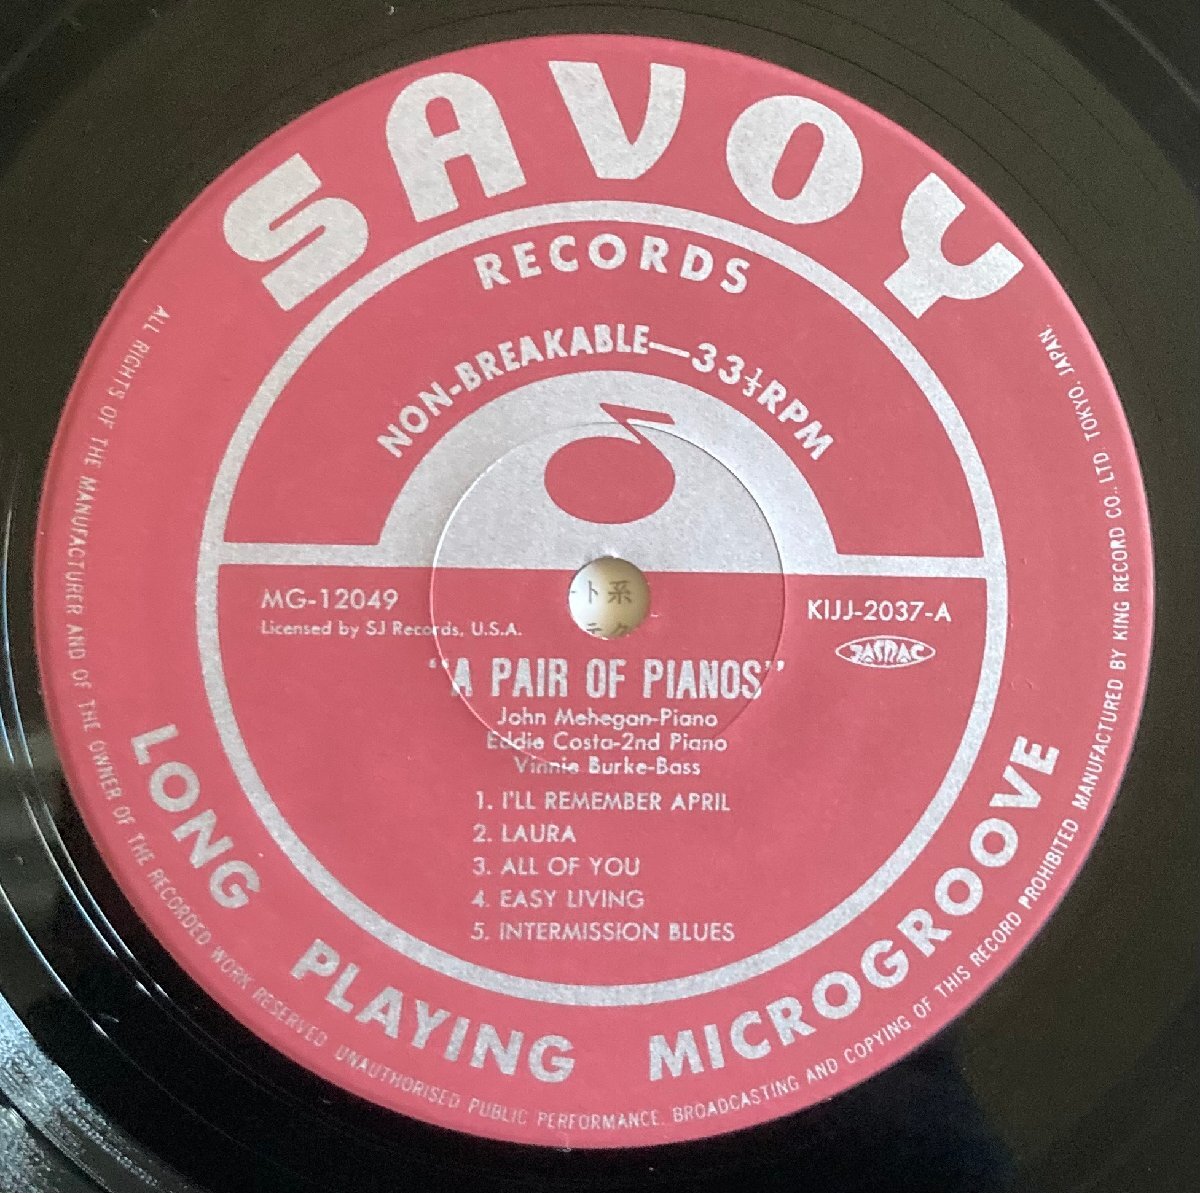 SAVOY
RECORDS
NON-BREAKABLE—33⅓RPM
MG-12049
Licensed by SJ Records, U.S.A.
KIJJ-2037-A
JASRAC
ト系
テク
"A PAIR OF PIANOS"
John Mehegan-Piano
Eddie Costa-2nd Piano
Vinnie Burke-Bass
1. I'LL REMEMBER APRIL
2. LAURA
3. ALL OF YOU
4. EASY LIVING
5. INTERMISSION BLUES
LONG PLAYING MICROGROOVE
ALL RIGHTS OF THE MANUFACTURER AND OF THE OWNER OF THE RECORDED WORK RESERVED. UNAUTHORISED PUBLIC PERFORMANCE. BROADCASTING AND COPYING OF THIS RECORD PROHIBITED MANUFACTURED BY KING RECORD CO., LTD TOKYO. JAPAN.